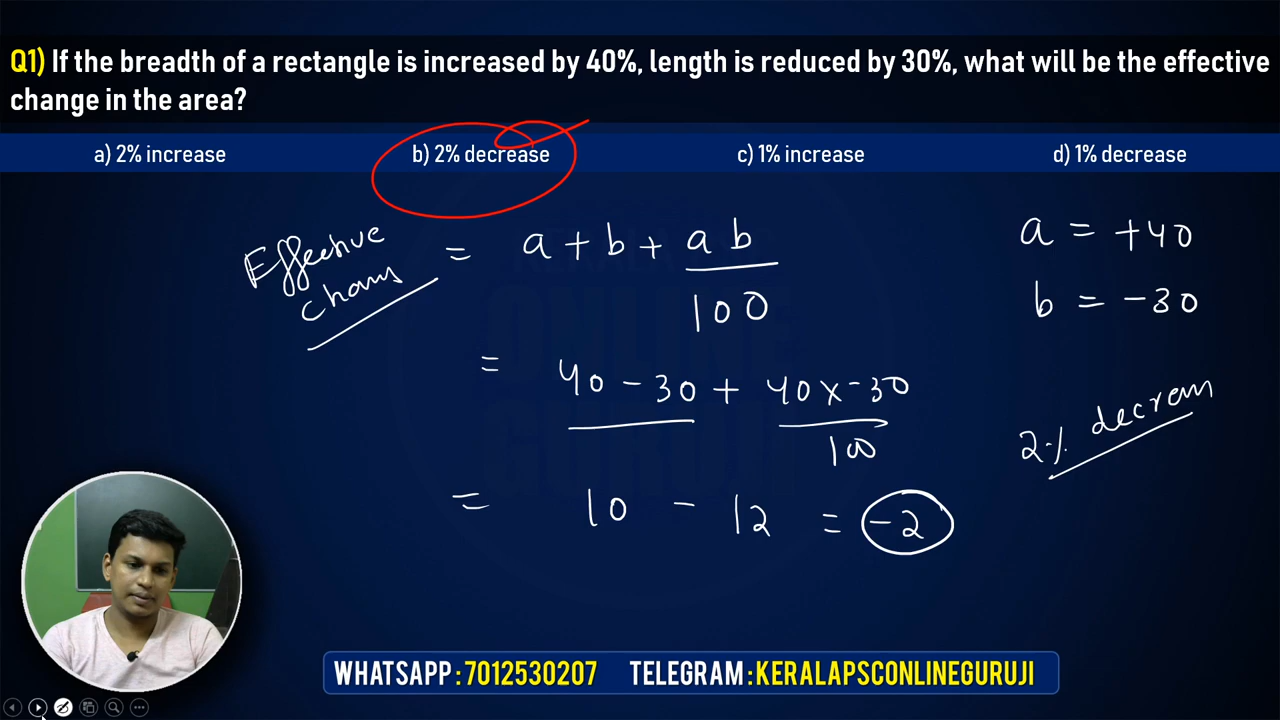 Q1) If the breadth of a rectangle is increased by 40%, length is reduced by 30%, what will be the effective
change in the area?
a) 2% increase
b) 2% decrease
c) 1% increase
d) 1% decrease
Effective = a + b + ab
100
a = +40
b = -30
= 40 - 30 + 40 x -30
100
2%
= 10 - 12 = -2
WHATSAPP : 7012530207 TELEGRAM : KERALAPSCONLINEGURUJI